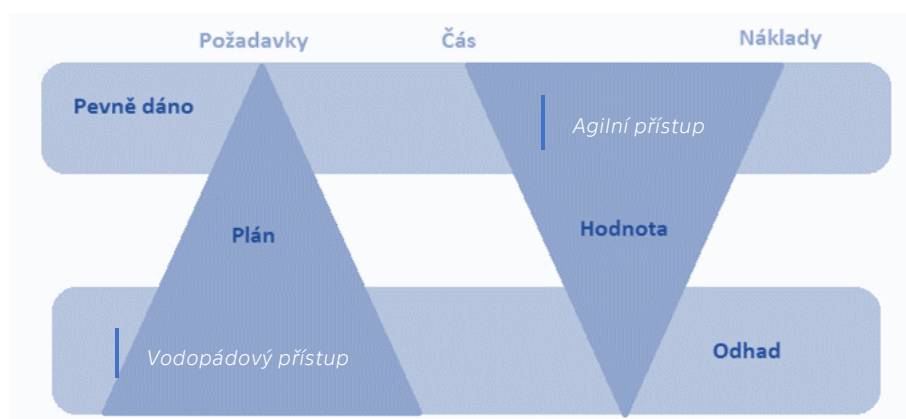 Požadavky Čás Náklady
Pevně dáno
Agilní přístup
Plán Hodnota
Vodopádový přístup Odhad